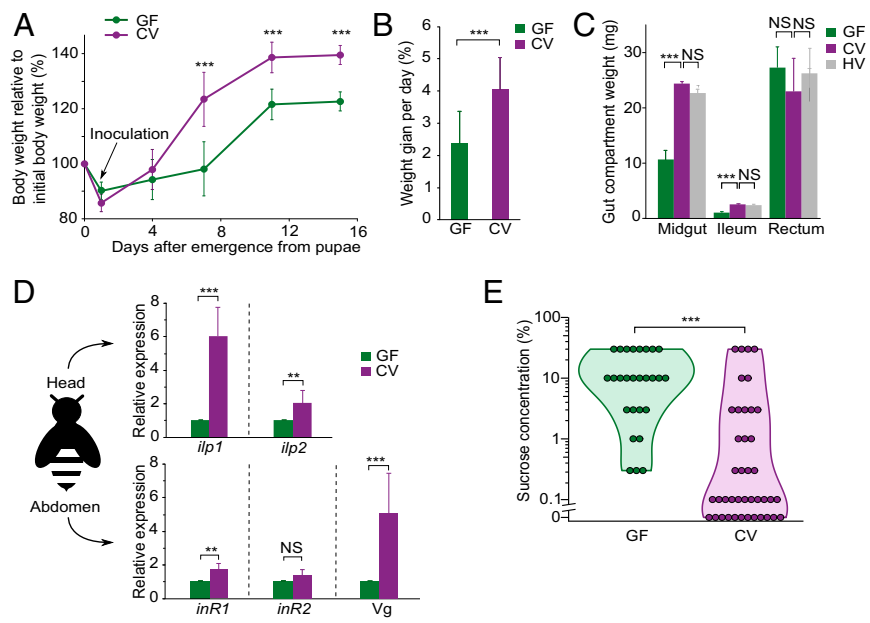 A
GF
CV
Body weight relative to
initial body weight (%)
140
120
100
80
Inoculation
***
***
***
0
4
8
12
16
Days after emergence from pupae
B
GF
CV
Weight gian per day (%)
6
5
4
3
2
1
0
***
GF
CV
C
GF
CV
HV
Gut compartment weight (mg)
30
20
10
0
*** NS
*** NS
NS NS
Midgut
Ileum
Rectum
D
Head
Abdomen
Relative expression
8
6
4
2
0
***
**
GF
CV
ilp1
ilp2
Relative expression
8
6
4
2
0
**
NS
***
inR1
inR2
Vg
E
Sucrose concentration (%)
100
10
1
0.1
0
***
GF
CV